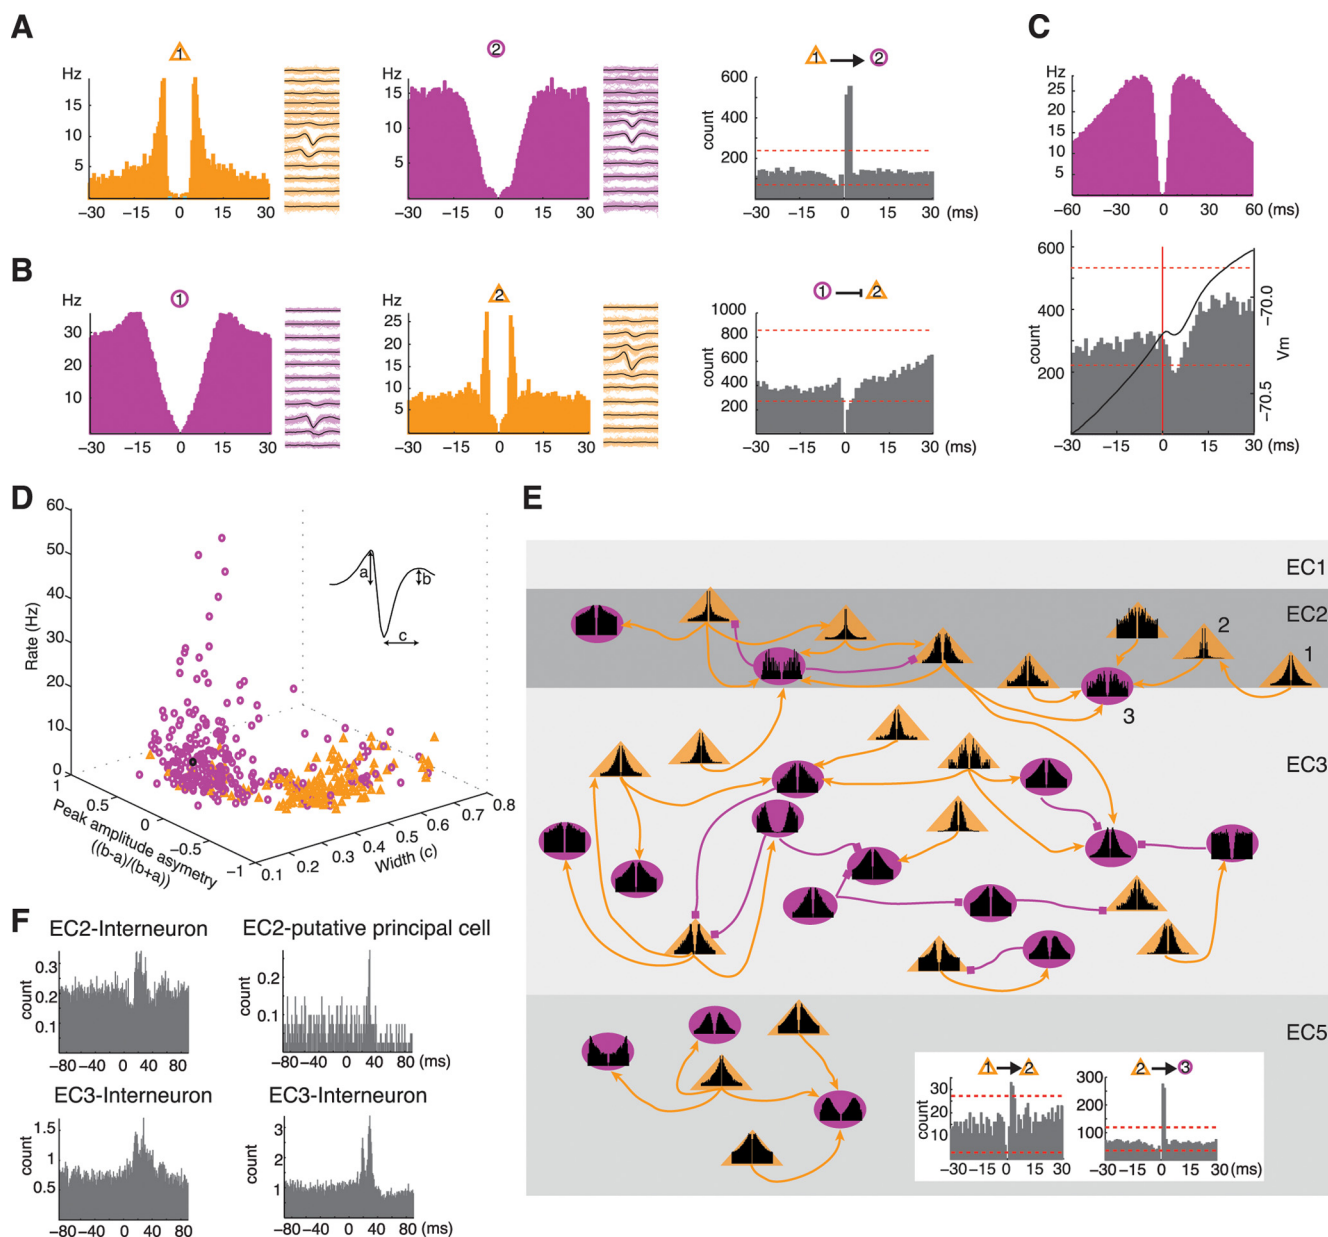 A
1
Hz
15
10
5
−30 −15 0 15 30
2
Hz
15
10
5
−30 −15 0 15 30
1 2
600
400
200
count
−30 −15 0 15 30 (ms)
C
Hz
25
20
15
10
5
−60 −30 0 30 60 (ms)
600
400
200
count
−70.0
−70.5
Vm
−30 −15 0 15 30
B
1
Hz
30
20
10
−30 −15 0 15 30
2
Hz
25
20
15
10
5
−30 −15 0 15 30
1 2
1000
800
600
400
200
count
−30 −15 0 15 30
D
60
50
40
30
20
10
0
Rate (Hz)
1
0.5
0
−0.5
−1
Peak amplitude asymmetry
((b-a)/(b+a))
0.1 0.2 0.3 0.4 0.5 0.6 0.7 0.8
Width (c)
a
b
c
E
EC1
EC2
EC3
EC5
1
2
3
1 2
30
20
10
count
−30 −15 0 15 30
2 3
300
200
100
count
−30 −15 0 15 30 (ms)
F
EC2-Interneuron
0.3
0.2
0.1
count
−80 −40 0 40 80
EC2-putative principal cell
0.2
0.1
count
−80 −40 0 40 80 (ms)
EC3-Interneuron
1.5
1
0.5
count
−80 −40 0 40 80
EC3-Interneuron
3
2
1
count
−80 −40 0 40 80 (ms)